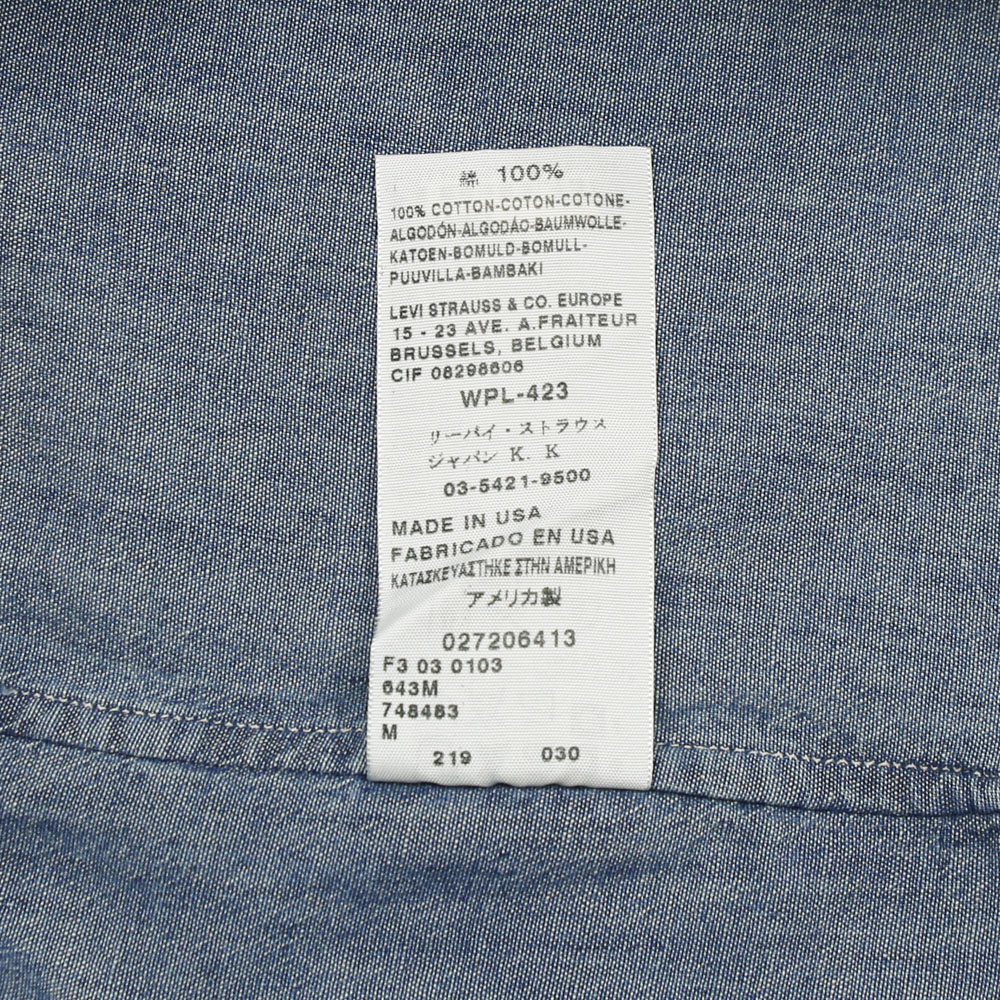 綿 100%
100% COTTON-COTON-COTONE-
ALGODÓN-ALGODÃO-BAUMWOLLE-
KATOEN-BOMULD-BOMULL-
PUUVILLA-BAMBAKI
LEVI STRAUSS & CO. EUROPE
15 - 23 AVE. A.FRAITEUR
BRUSSELS, BELGIUM
CIF 08298606
WPL-423
リーバイ・ストラウス
ジャパン K. K
03-5421-9500
MADE IN USA
FABRICADO EN USA
ΚΑΤΑΣΚΕΥΑΣΤΗΚΕ ΣΤΗΝ ΑΜΕΡΙΚΗ
アメリカ製
027206413
F3 03 0103
643M
748483
M
219 030